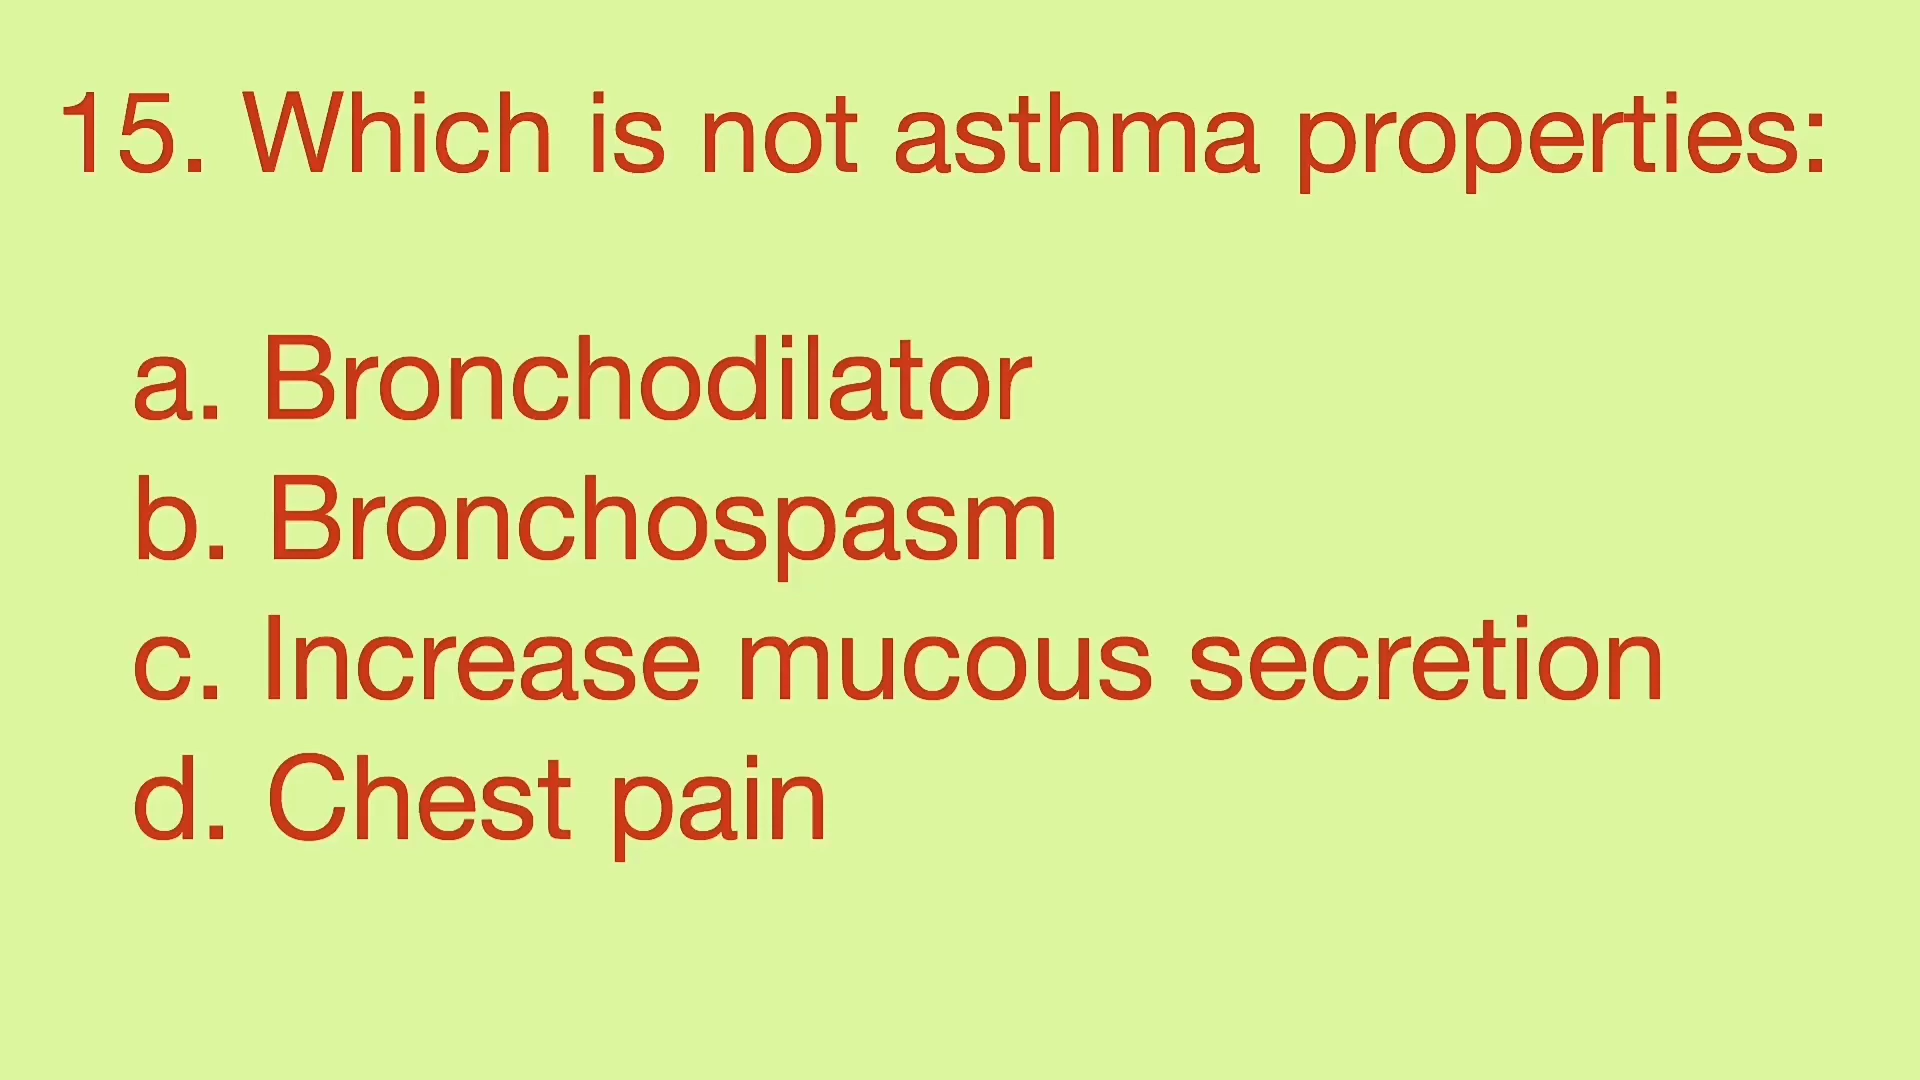 15. Which is not asthma properties:
a. Bronchodilator
b. Bronchospasm
c. Increase mucous secretion
d. Chest pain